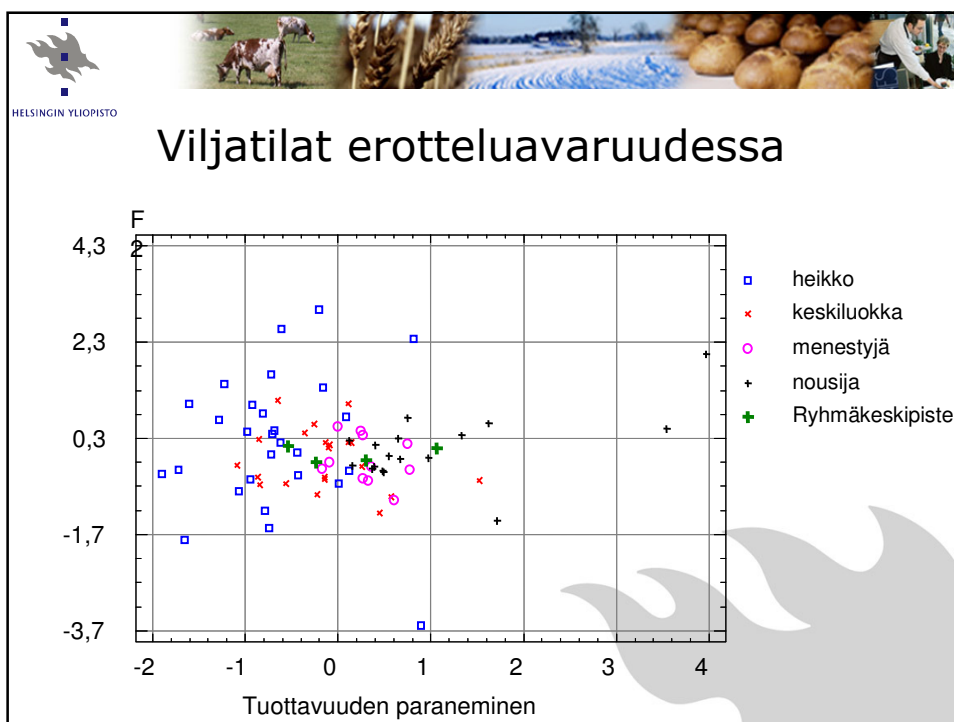 HELSINGIN YLIOPISTO
Viljatilat erotteluavaruudessa
F
2
4,3
2,3
0,3
-1,7
-3,7
-2 -1 0 1 2 3 4
Tuottavuuden paraneminen
heikko
keskiluokka
menestyjä
nousija
Ryhmäkeskipiste